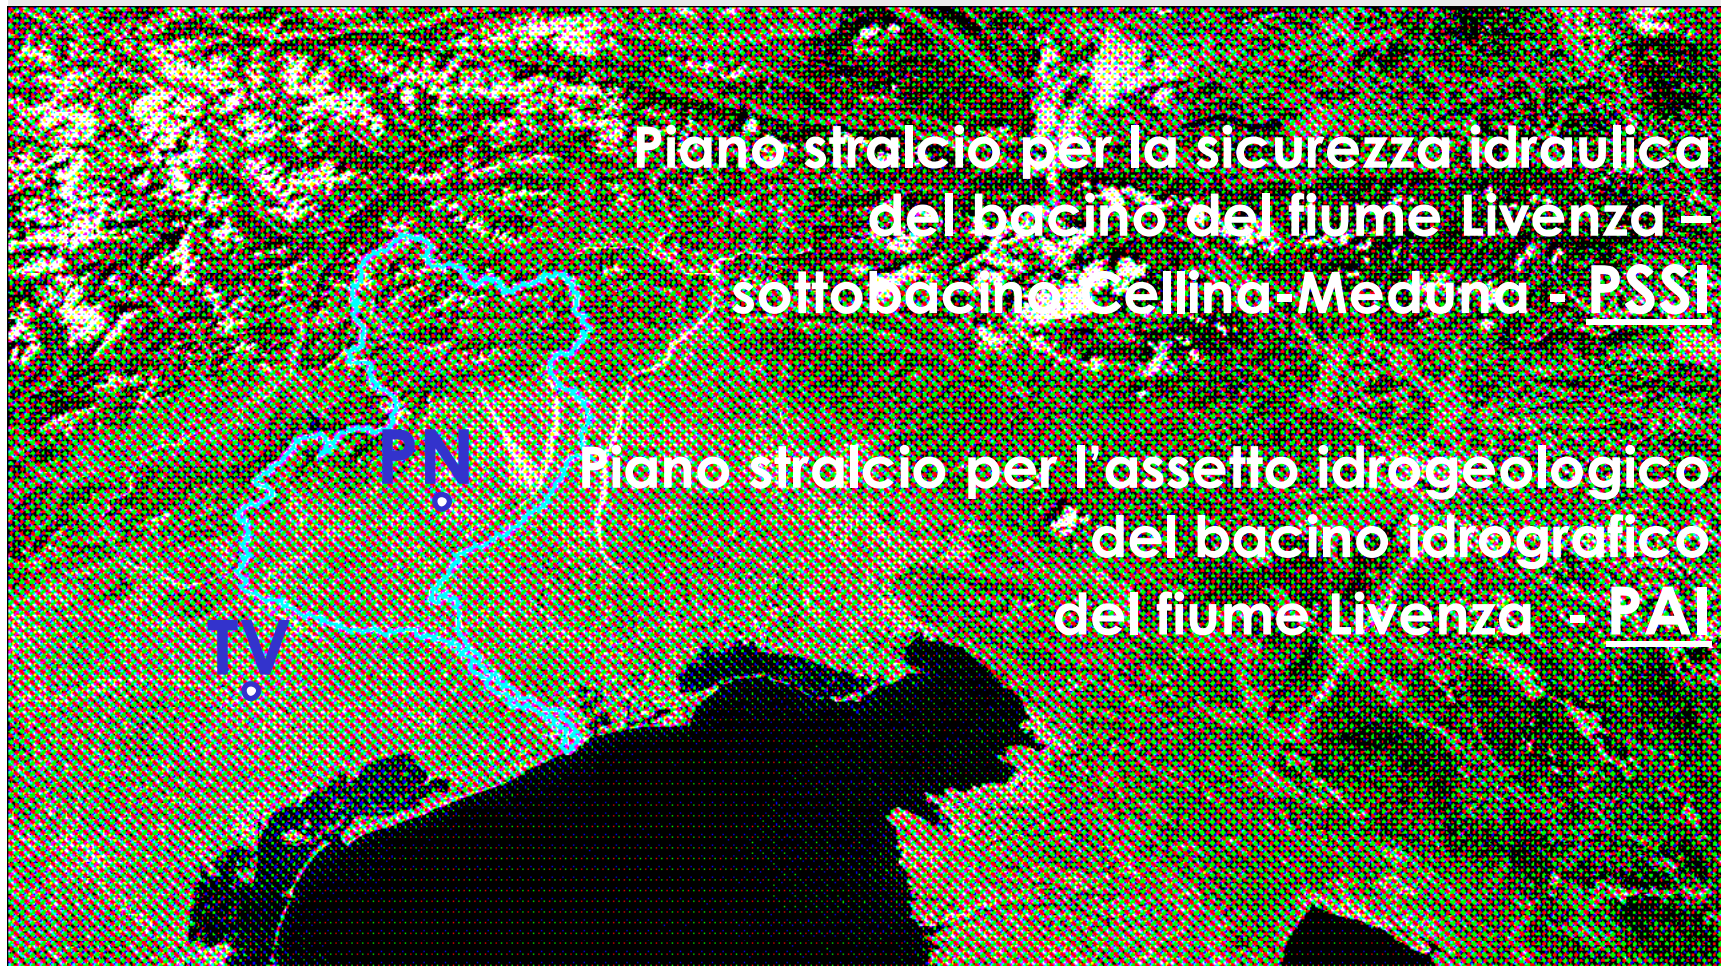 Piano stralcio per la sicurezza idraulica
del bacino del fiume Livenza –
sottobacino Cellina-Meduna - PSSI
PN
Piano stralcio per l’assetto idrogeologico
del bacino idrografico
del fiume Livenza - PAI
TV